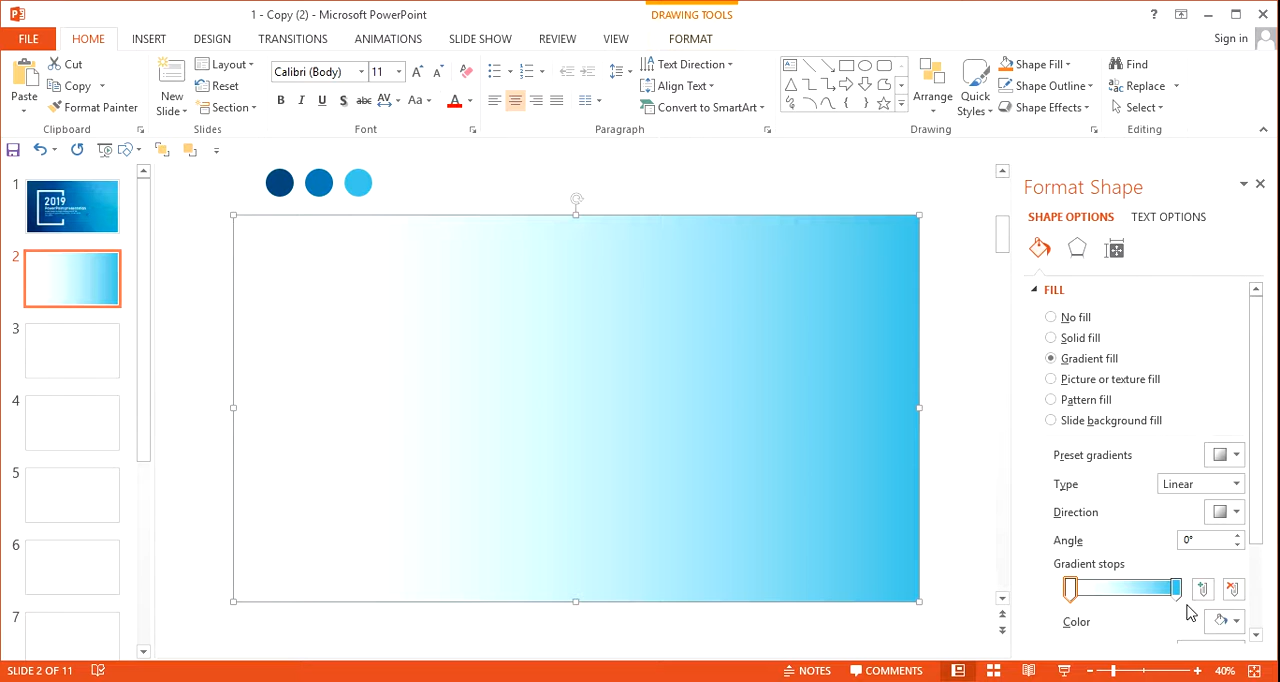 1 - Copy (2) - Microsoft PowerPoint
DRAWING TOOLS
?
FILE HOME INSERT DESIGN TRANSITIONS ANIMATIONS SLIDE SHOW REVIEW VIEW FORMAT
Sign in
Paste
Cut
Copy
Format Painter
Clipboard
New Slide
Layout
Reset
Section
Slides
Calibri (Body) 11
B I U S abc AV Aa A
Font
Text Direction
Align Text
Convert to SmartArt
Paragraph
Arrange
Quick Styles
Shape Fill
Shape Outline
Shape Effects
Drawing
Find
Replace
Select
Editing
1
2019
2
3
4
5
6
7
Format Shape
SHAPE OPTIONS TEXT OPTIONS
FILL
No fill
Solid fill
Gradient fill
Picture or texture fill
Pattern fill
Slide background fill
Preset gradients
Type Linear
Direction
Angle 0°
Gradient stops
Color
SLIDE 2 OF 11
NOTES COMMENTS
40%